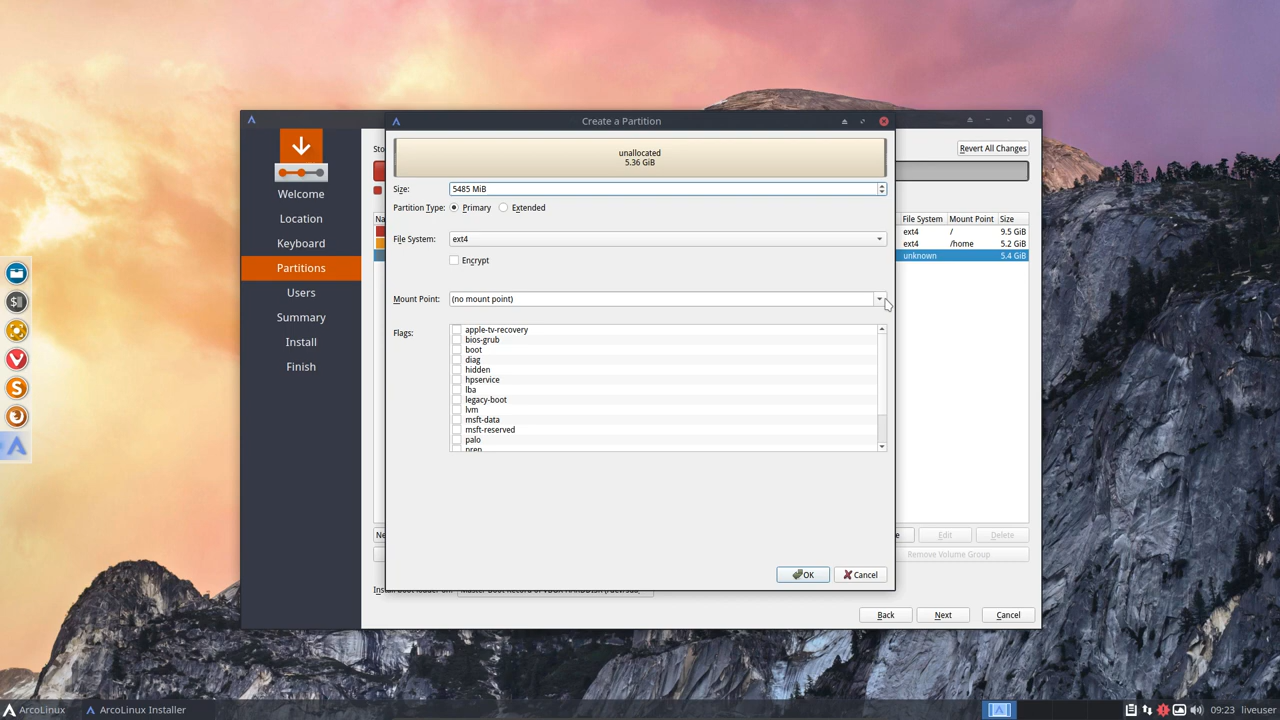 Create a Partition
unallocated
5.36 GiB
Size: 5485 MiB
Partition Type: Primary Extended
File System: ext4
Encrypt
Mount Point: (no mount point)
Flags:
apple-tv-recovery
bios-grub
boot
diag
hidden
hpservice
lba
legacy-boot
lvm
msft-data
msft-reserved
palo
prep
OK Cancel
Welcome
Location
Keyboard
Partitions
Users
Summary
Install
Finish
Revert All Changes
File System Mount Point Size
ext4 / 9.5 GiB
ext4 /home 5.2 GiB
unknown 5.4 GiB
Edit Delete
Remove Volume Group
Back Next Cancel
ArcoLinux ArcoLinux Installer 09:23 liveuser